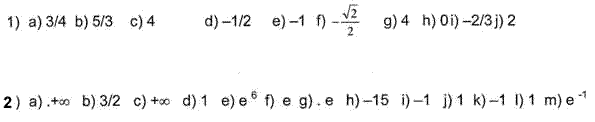 1) a) 3/4 b) 5/3 c) 4 d) –1/2 e) –1 f) –√2/2 g) 4 h) 0 i) –2/3 j) 2
2) a) .+∞ b) 3/2 c) +∞ d) 1 e) e⁶ f) e g) . e h) –15 i) –1 j) 1 k) –1 l) 1 m) e⁻¹